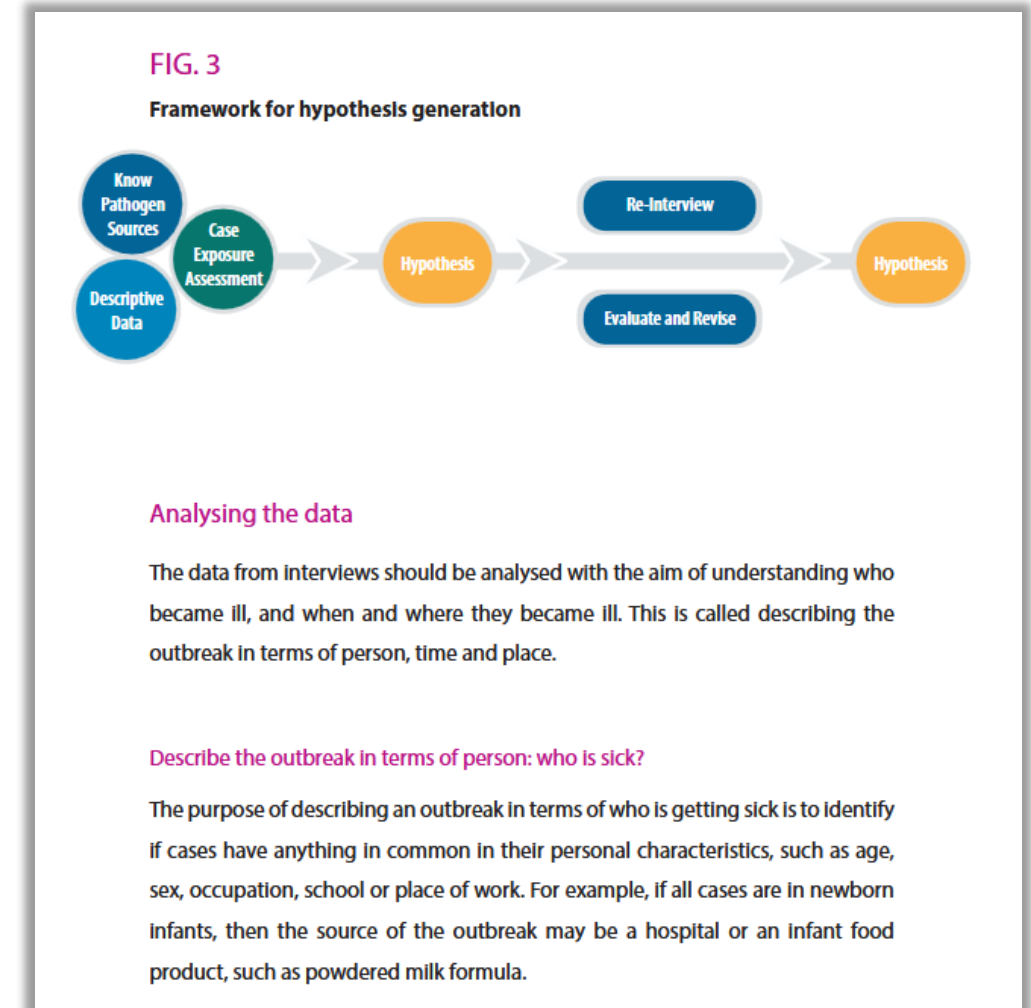 FIG. 3
Framework for hypothesis generation
Know
Pathogen
Sources
Case
Exposure
Assessment
Descriptive
Data
Hypothesis
Re-Interview
Evaluate and Revise
Hypothesis
Analysing the data
The data from interviews should be analysed with the aim of understanding who
became ill, and when and where they became ill. This is called describing the
outbreak in terms of person, time and place.
Describe the outbreak in terms of person: who is sick?
The purpose of describing an outbreak in terms of who is getting sick is to identify
if cases have anything in common in their personal characteristics, such as age,
sex, occupation, school or place of work. For example, if all cases are in newborn
infants, then the source of the outbreak may be a hospital or an infant food
product, such as powdered milk formula.